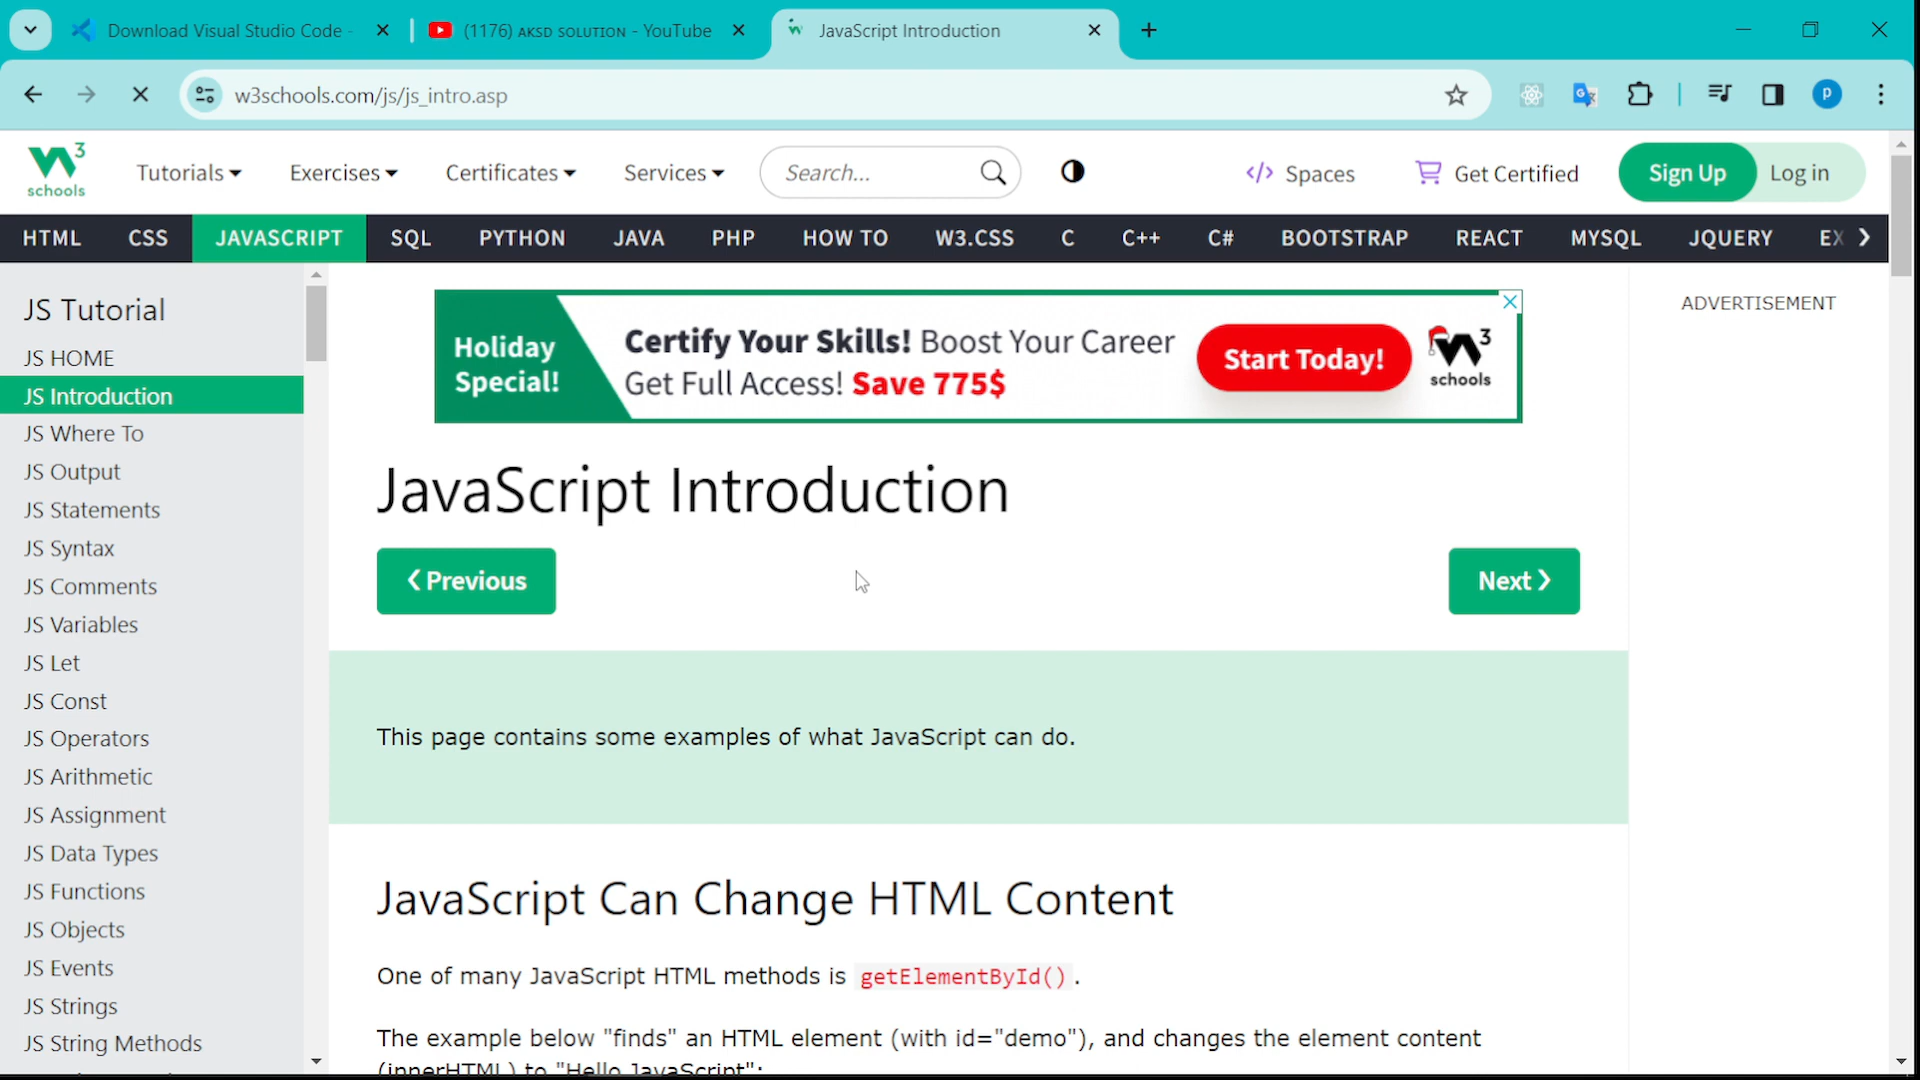 Download Visual Studio Code -
(1176) AKSD SOLUTION - YouTube
JavaScript Introduction
w3schools.com/js/js_intro.asp
P
3
schools
Tutorials
Exercises
Certificates
Services
Search...
Spaces
Get Certified
Sign Up
Log in
HTML CSS JAVASCRIPT SQL PYTHON JAVA PHP HOW TO W3.CSS C C++ C# BOOTSTRAP REACT MYSQL JQUERY EX
JS Tutorial
JS HOME
JS Introduction
JS Where To
JS Output
JS Statements
JS Syntax
JS Comments
JS Variables
JS Let
JS Const
JS Operators
JS Arithmetic
JS Assignment
JS Data Types
JS Functions
JS Objects
JS Events
JS Strings
JS String Methods
Holiday
Special!
Certify Your Skills! Boost Your Career
Get Full Access! Save 775$
Start Today!
3
schools
ADVERTISEMENT
JavaScript Introduction
❮ Previous
Next ❯
This page contains some examples of what JavaScript can do.
JavaScript Can Change HTML Content
One of many JavaScript HTML methods is getElementById().
The example below "finds" an HTML element (with id="demo"), and changes the element content
(innerHTML) to "Hello JavaScript":